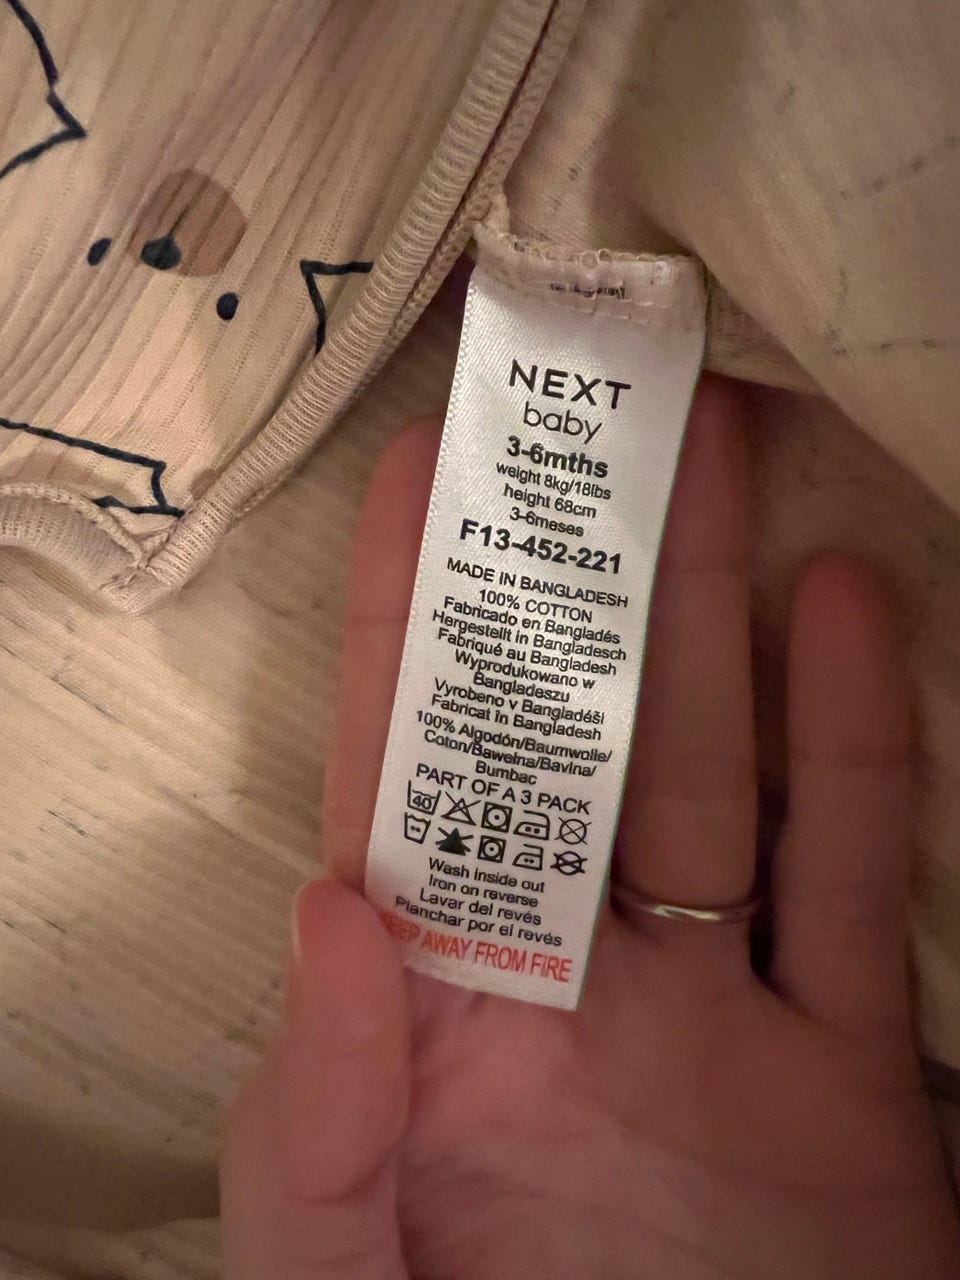 NEXT
baby
3-6mths
weight 8kg/18lbs
height 68cm
3-6meses
F13-452-221
MADE IN BANGLADESH
100% COTTON
Fabricado en Bangladés
Hergestellt in Bangladesch
Fabriqué au Bangladesh
Wyprodukowano w
Bangladeszu
Vyrobeno v Bangladéši
Fabricat în Bangladesh
100% Algodón/Baumwolle/
Coton/Bawełna/Bavlna/
Bumbac
PART OF A 3 PACK
40
Wash inside out
Iron on reverse
Lavar del revés
Planchar por el revés
KEEP AWAY FROM FIRE